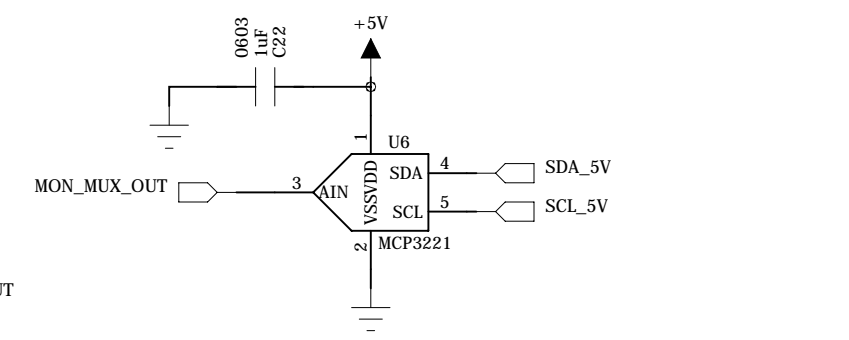 +5V
0603
1uF
C22
1
U6
MON_MUX_OUT
3
AIN
VSSVDD
SDA
4
SDA_5V
SCL
5
SCL_5V
2
MCP3221
UT